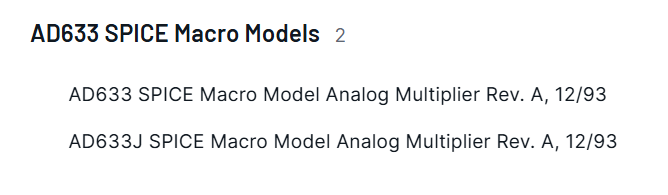 AD633 SPICE Macro Models 2
AD633 SPICE Macro Model Analog Multiplier Rev. A, 12/93
AD633J SPICE Macro Model Analog Multiplier Rev. A, 12/93